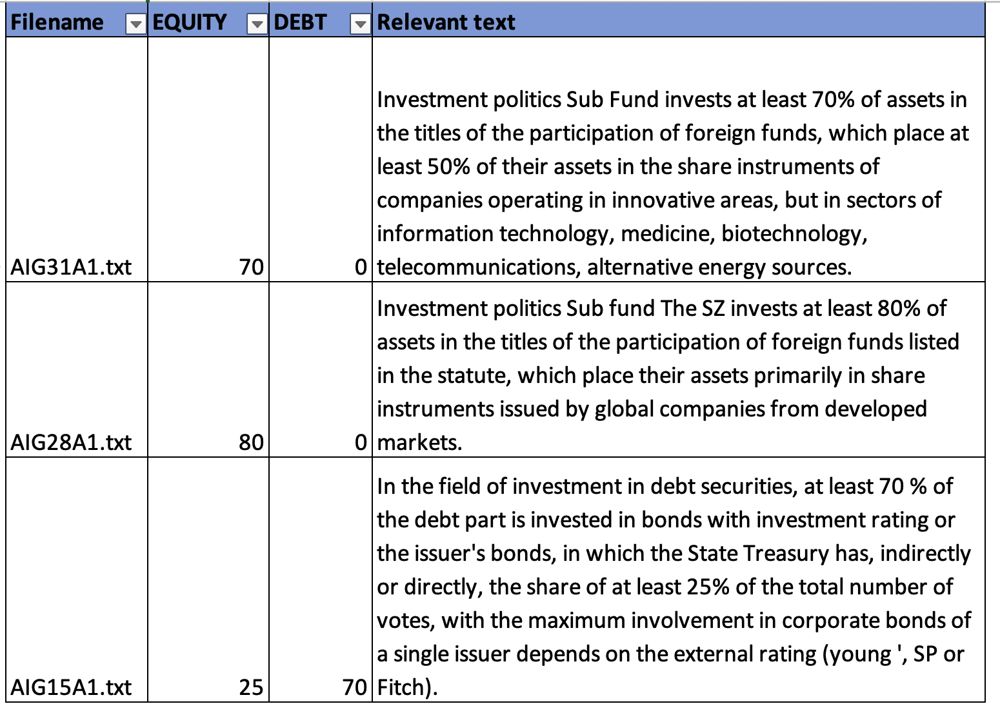 Filename EQUITY DEBT Relevant text
Investment politics Sub Fund invests at least 70% of assets in
the titles of the participation of foreign funds, which place at
least 50% of their assets in the share instruments of
companies operating in innovative areas, but in sectors of
information technology, medicine, biotechnology,
AIG31A1.txt 70 0 telecommunications, alternative energy sources.
Investment politics Sub fund The SZ invests at least 80% of
assets in the titles of the participation of foreign funds listed
in the statute, which place their assets primarily in share
instruments issued by global companies from developed
AIG28A1.txt 80 0 markets.
In the field of investment in debt securities, at least 70 % of
the debt part is invested in bonds with investment rating or
the issuer's bonds, in which the State Treasury has, indirectly
or directly, the share of at least 25% of the total number of
votes, with the maximum involvement in corporate bonds of
a single issuer depends on the external rating (young ', SP or
AIG15A1.txt 25 70 Fitch).